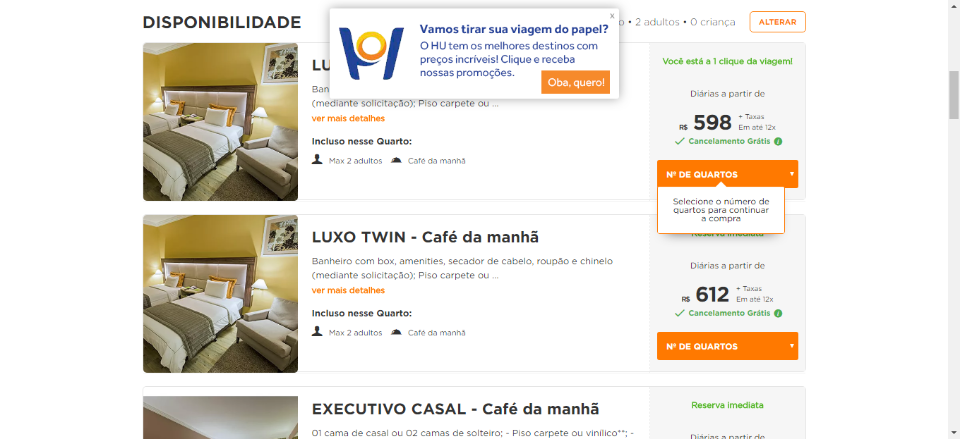 DISPONIBILIDADE
• 2 adultos • 0 criança
ALTERAR
x
Vamos tirar sua viagem do papel?
O HU tem os melhores destinos com
preços incríveis! Clique e receba
nossas promoções.
Oba, quero!
(mediante solicitação); Piso carpete ou ...
ver mais detalhes
Incluso nesse Quarto:
Max 2 adultos Café da manhã
Você está a 1 clique da viagem!
Diárias a partir de
R$ 598 + Taxas
Em até 12x
Cancelamento Grátis i
Nº DE QUARTOS
Selecione o número de
quartos para continuar
a compra
LUXO TWIN - Café da manhã
Banheiro com box, amenities, secador de cabelo, roupão e chinelo
(mediante solicitação); Piso carpete ou ...
ver mais detalhes
Incluso nesse Quarto:
Max 2 adultos Café da manhã
Reserva imediata
Diárias a partir de
R$ 612 + Taxas
Em até 12x
Cancelamento Grátis i
Nº DE QUARTOS
EXECUTIVO CASAL - Café da manhã
01 cama de casal ou 02 camas de solteiro; - Piso carpete ou vinílico**; -
Reserva imediata